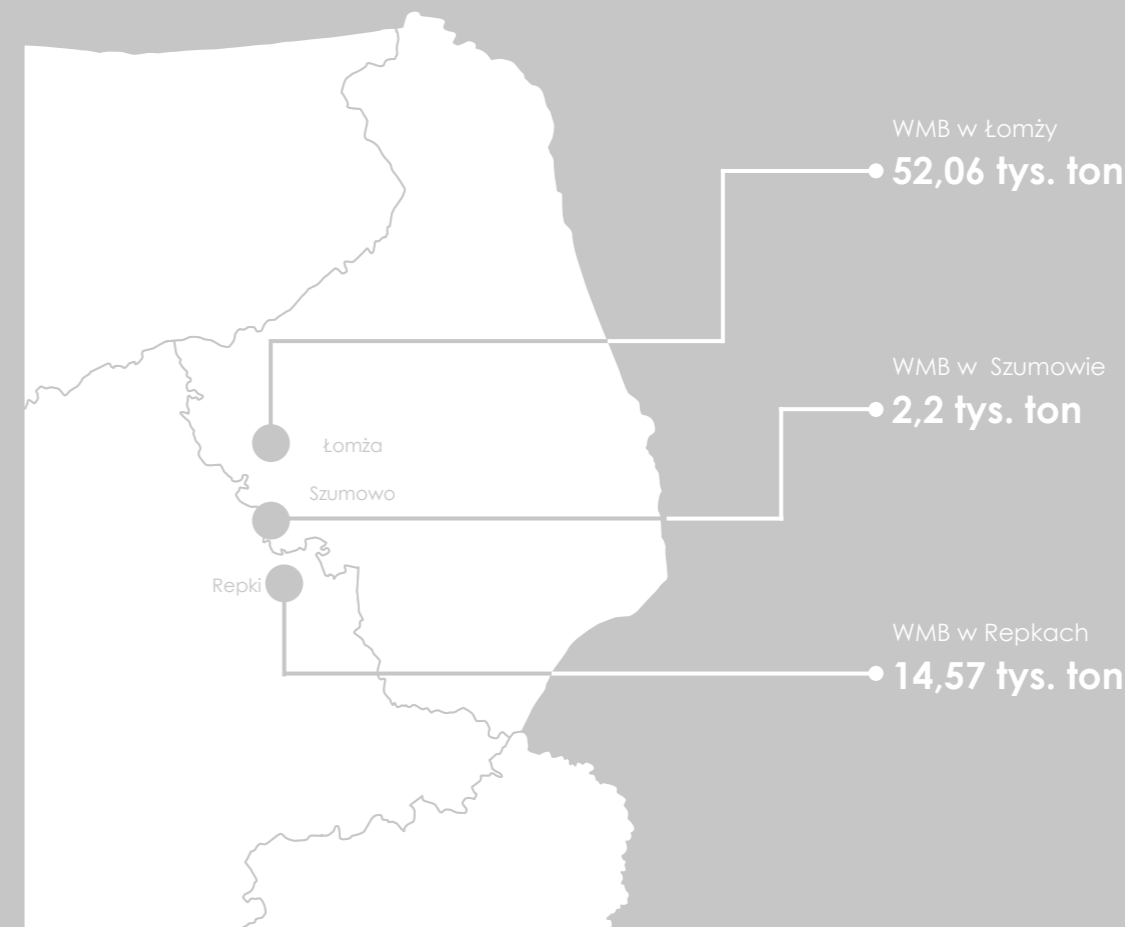 WMB w Łomży
52,06 tys. ton
WMB w Szumowie
2,2 tys. ton
Łomża
Szumowo
Repki
WMB w Repkach
14,57 tys. ton